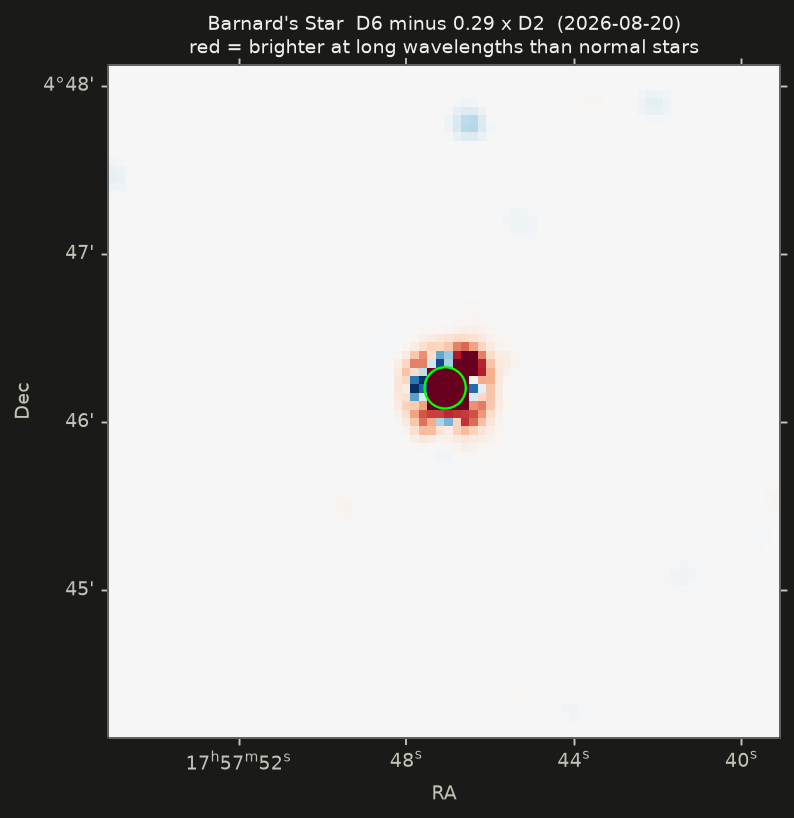 Barnard's Star  D6 minus 0.29 x D2  (2026-08-20)
red = brighter at long wavelengths than normal stars
4°48'
47'
46'
45'
Dec
17ʰ57ᵐ52ˢ
48ˢ
44ˢ
40ˢ
RA